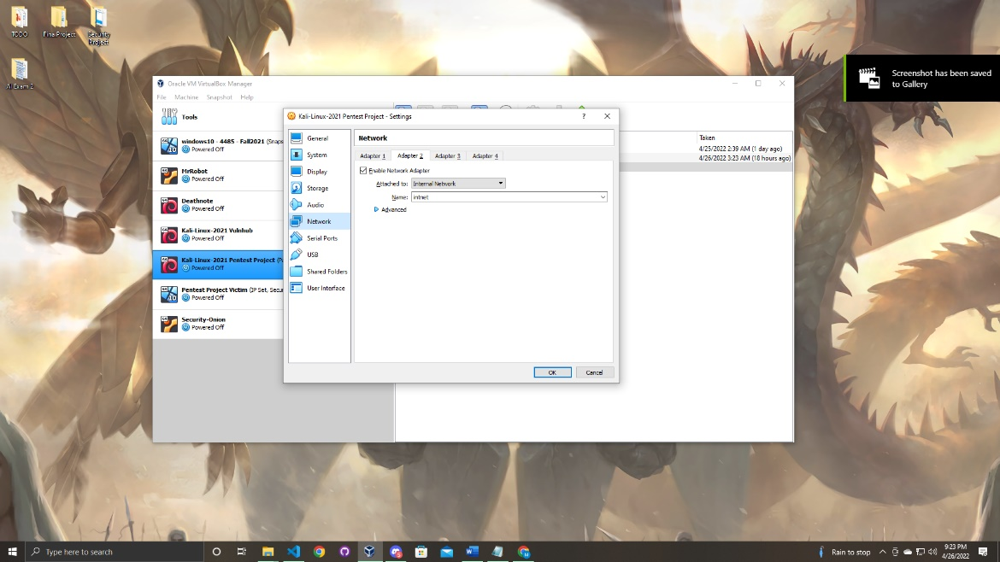 TODO
Fina Project
Security
Project
AI Exam 2
Screenshot has been saved
to Gallery
Oracle VM VirtualBox Manager
File Machine Snapshot Help
Tools
windows10 - 4485 - Fall2021 (Snaps
Powered Off
MrRobot
Powered Off
Deathnote
Powered Off
Kali-Linux-2021 Vulnhub
Powered Off
Kali-Linux-2021 Pentest Project (Pa
Powered Off
Pentest Project Victim (IP Set, Secur
Powered Off
Security-Onion
Powered Off
Taken
4/25/2022 2:39 AM (1 day ago)
4/26/2022 3:23 AM (18 hours ago)
Kali-Linux-2021 Pentest Project - Settings
?
General
System
Display
Storage
Audio
Network
Serial Ports
USB
Shared Folders
User Interface
Network
Adapter 1 Adapter 2 Adapter 3 Adapter 4
Enable Network Adapter
Attached to: Internal Network
Name: intnet
Advanced
OK Cancel
Type here to search
Rain to stop
9:23 PM
4/26/2022